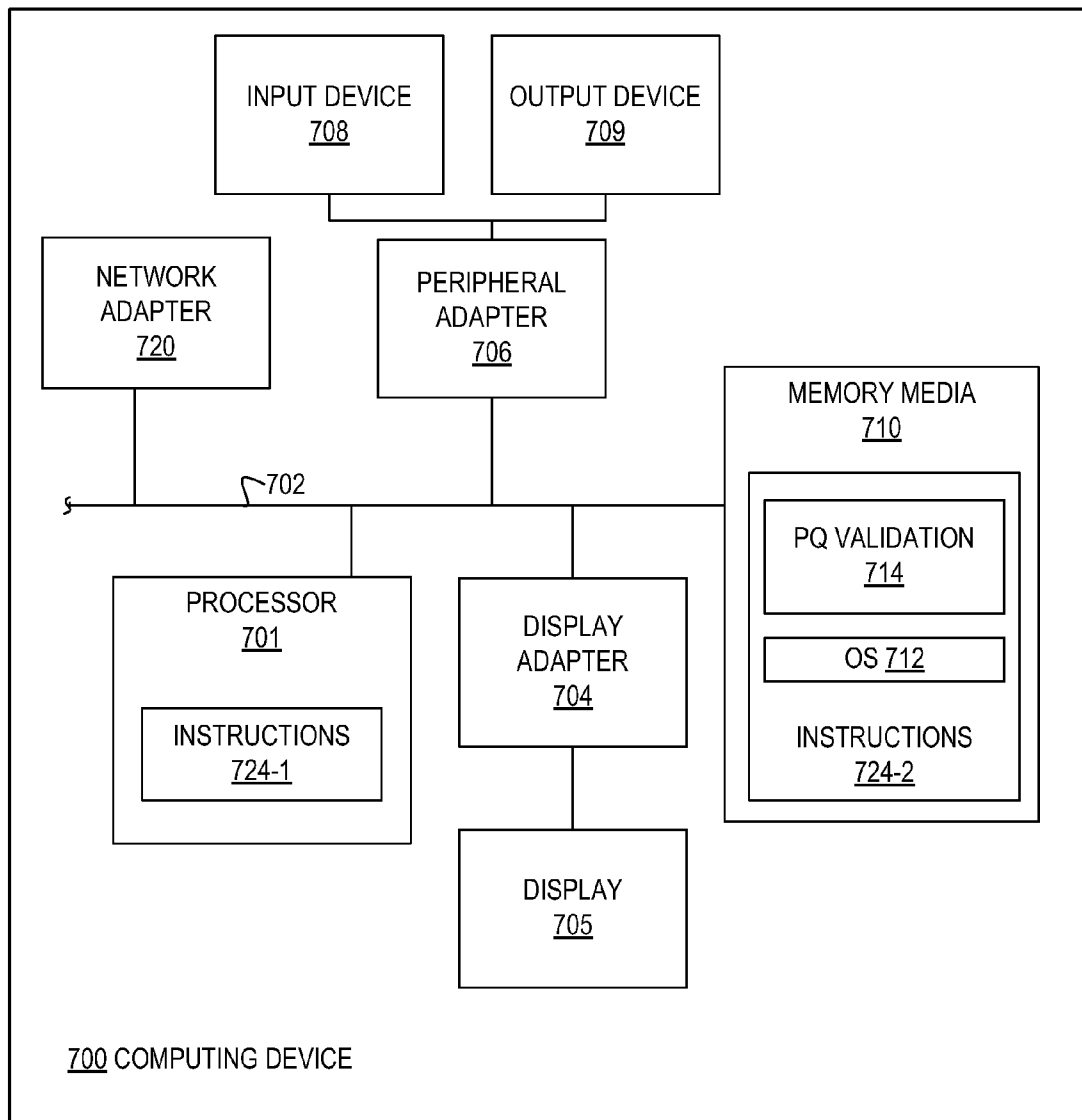 INPUT DEVICE
708
OUTPUT DEVICE
709
NETWORK
ADAPTER
720
PERIPHERAL
ADAPTER
706
MEMORY MEDIA
710
702
PQ VALIDATION
714
PROCESSOR
701
DISPLAY
ADAPTER
704
OS 712
INSTRUCTIONS
724-1
INSTRUCTIONS
724-2
DISPLAY
705
700 COMPUTING DEVICE